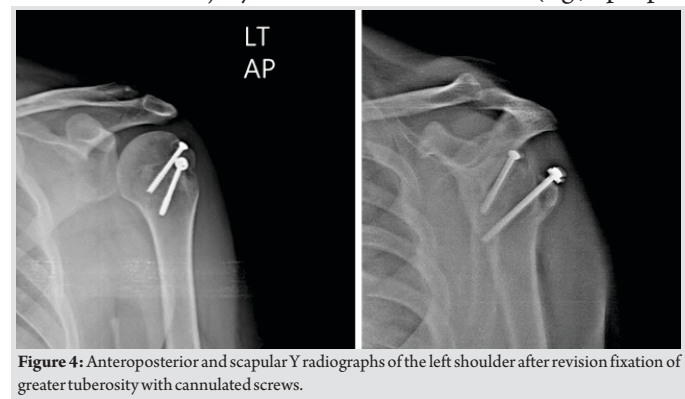 LT
AP
Figure 4: Anteroposterior and scapular Y radiographs of the left shoulder after revision fixation of
greater tuberosity with cannulated screws.